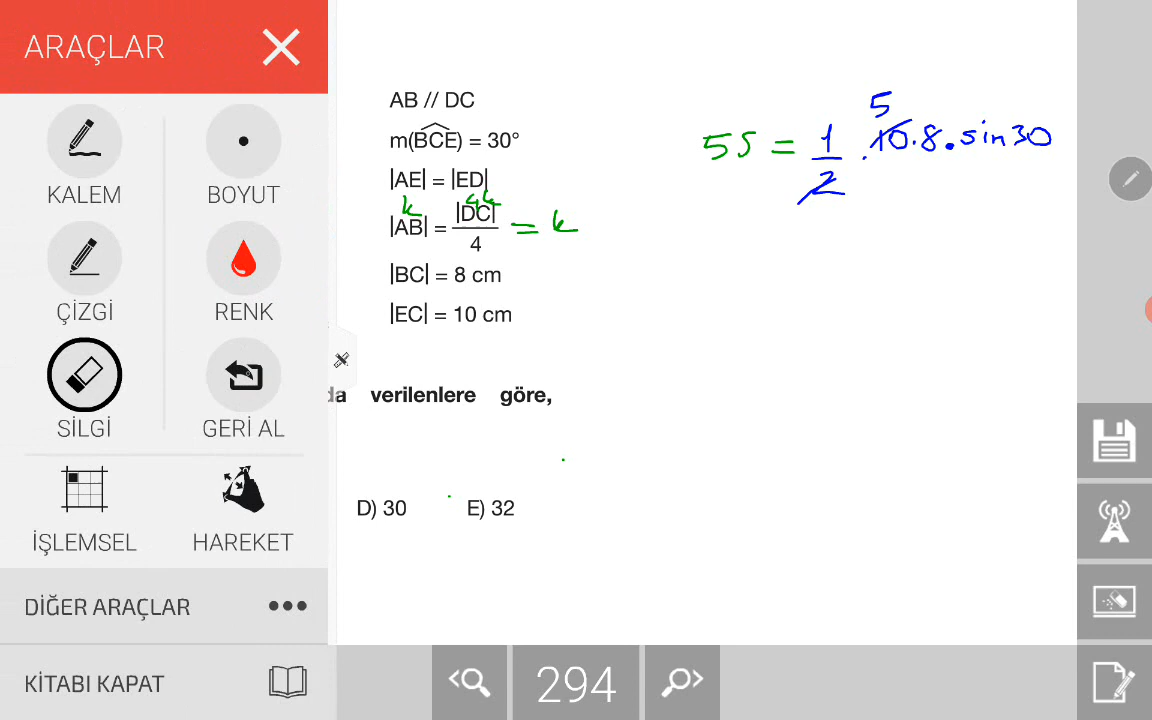 ARAÇLAR
KALEM
BOYUT
ÇİZGİ
RENK
SİLGİ
GERİ AL
İŞLEMSEL
HAREKET
DİĞER ARAÇLAR
KİTABI KAPAT
AB // DC
m(BCE) = 30°
|AE| = |ED|
k 4k
|AB| = |DC|/4 = k
|BC| = 8 cm
|EC| = 10 cm
da verilenlere göre,
D) 30 E) 32
5
5S = 1/2 . 10.8.sin30
294